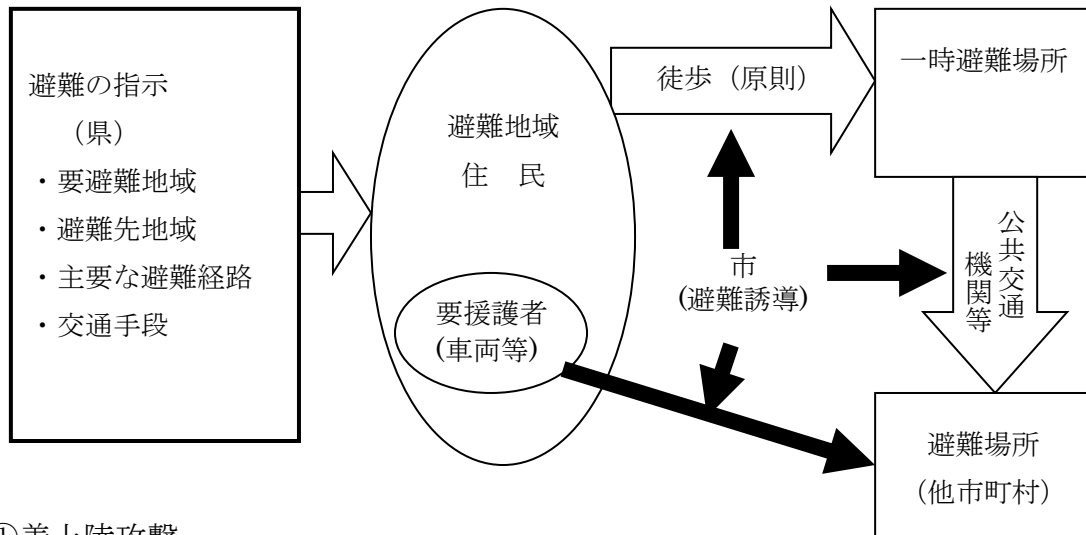 避難の指示
（県）
・要避難地域
・避難先地域
・主要な避難経路
・交通手段
避難地域
住　民
要援護者
(車両等)
徒歩（原則）
市
(避難誘導)
一時避難場所
公共交通
機関等
避難場所
（他市町村）